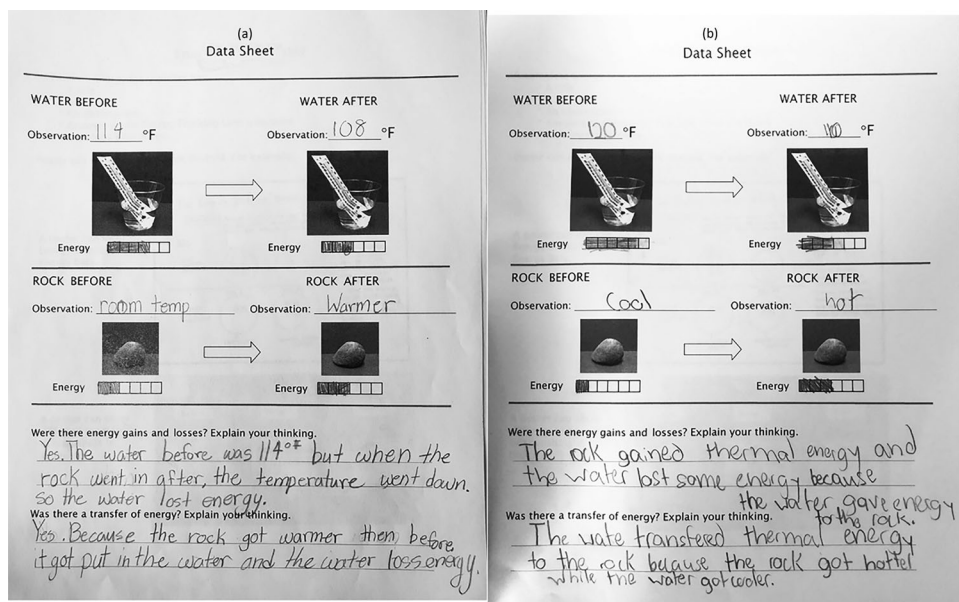 (a)
Data Sheet
WATER BEFORE
WATER AFTER
Observation: 114 °F
Observation: 108 °F
Energy
Energy
ROCK BEFORE
ROCK AFTER
Observation: room temp
Observation: Warmer
Energy
Energy
Were there energy gains and losses? Explain your thinking.
Yes. The water before was 114°F but when the
rock went in after, the temperature went down.
so the water lost energy.
Was there a transfer of energy? Explain your thinking.
Yes. Because the rock got warmer then before
it got put in the water and the water loss energy.
(b)
Data Sheet
WATER BEFORE
WATER AFTER
Observation: 120 °F
Observation: 110 °F
Energy
Energy
ROCK BEFORE
ROCK AFTER
Observation: Cool
Observation: hot
Energy
Energy
Were there energy gains and losses? Explain your thinking.
The rock gained thermal energy and
the water lost some energy because
the water gave energy
to the rock.
Was there a transfer of energy? Explain your thinking.
The wate transfered thermal energy
to the rock because the rock got hotter
while the water got cooler.